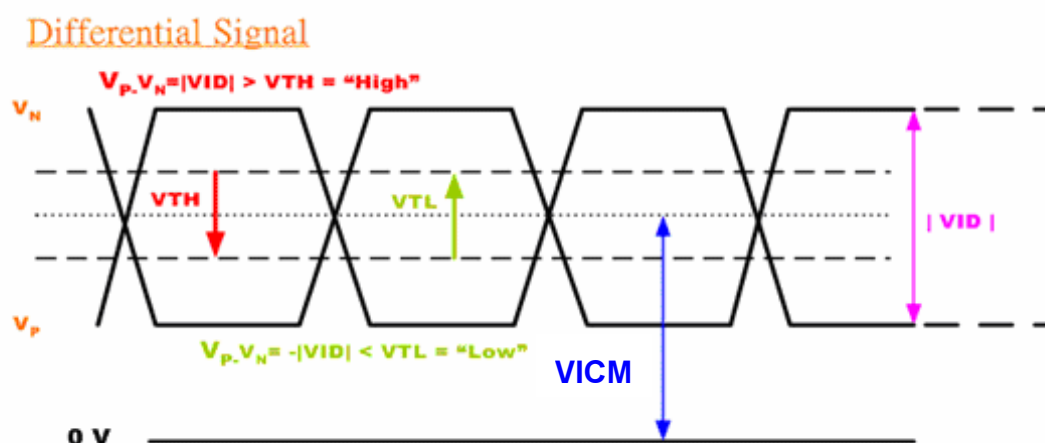 Differential Signal
VP-VN=|VID| > VTH = “High”
VN
VTH
VTL
| VID |
VP
VP-VN= -|VID| < VTL = “Low”
VICM
0 V